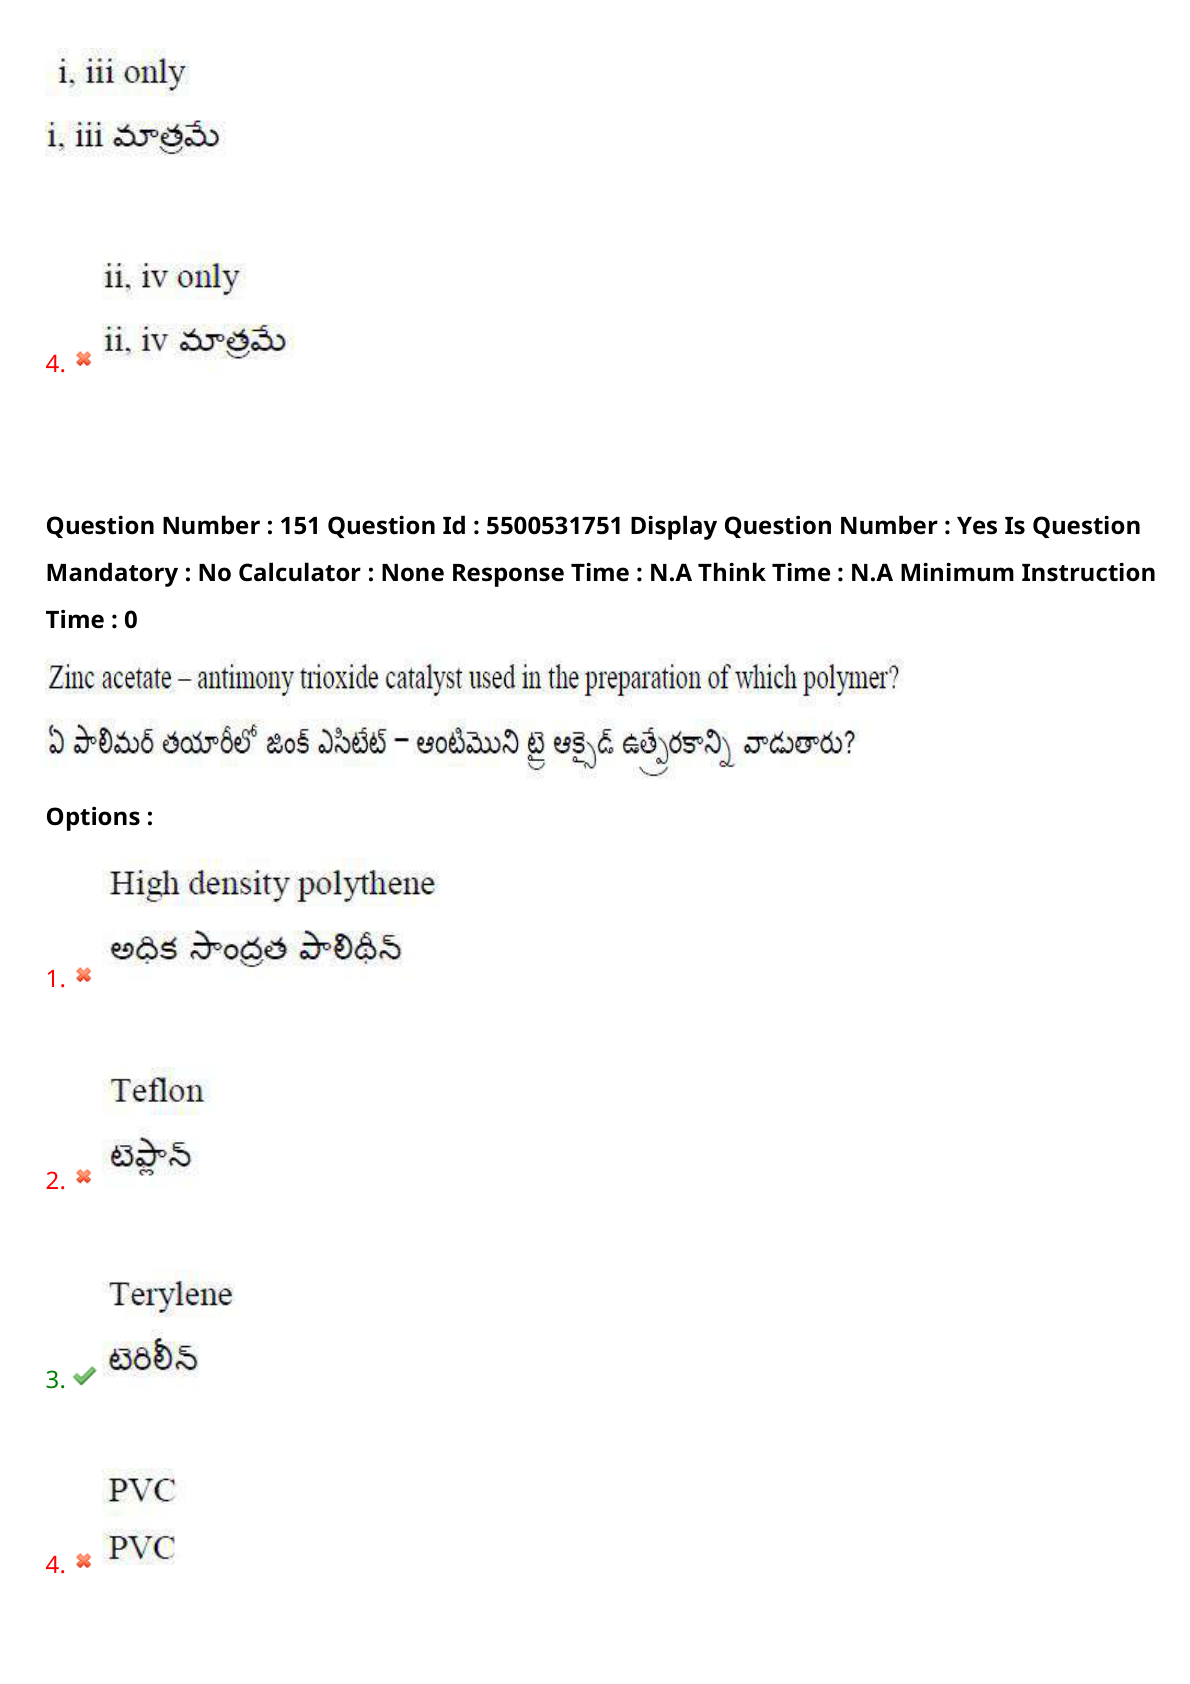 i, iii only
i, iii మాత్రమే
ii, iv only
ii, iv మాత్రమే
4.
Question Number : 151 Question Id : 5500531751 Display Question Number : Yes Is Question
Mandatory : No Calculator : None Response Time : N.A Think Time : N.A Minimum Instruction
Time : 0
Zinc acetate – antimony trioxide catalyst used in the preparation of which polymer?
ఏ పాలిమర్ తయారీలో జింక్ ఎసిటేట్ – ఆంటిమొని ట్రై ఆక్సైడ్ ఉత్ప్రేరకాన్ని వాడుతారు?
Options :
High density polythene
అధిక సాంద్రత పాలిథీన్
1.
Teflon
టెఫ్లాన్
2.
Terylene
టెరిలీన్
3.
PVC
PVC
4.